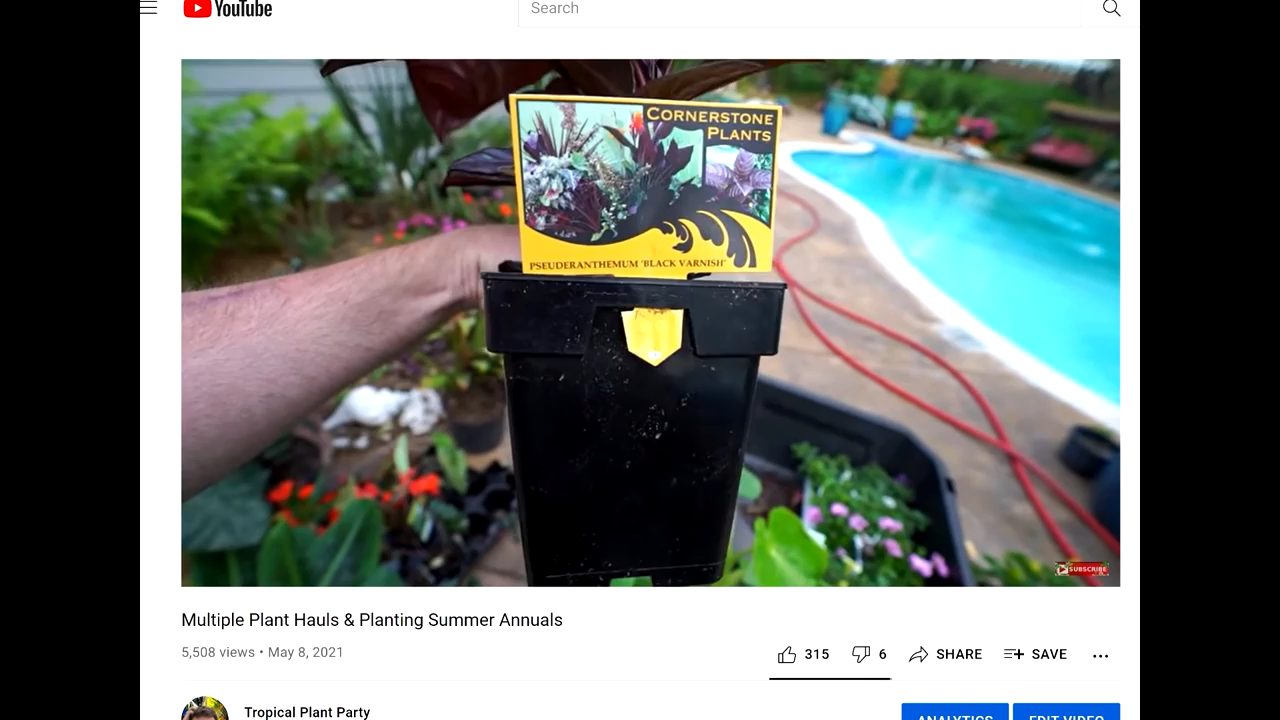 YouTube
Search
CORNERSTONE
PLANTS
PSEUDERANTHEMUM 'BLACK VARNISH'
SUBSCRIBE
Multiple Plant Hauls & Planting Summer Annuals
5,508 views • May 8, 2021
315
6
SHARE
SAVE
Tropical Plant Party
ANALYTICS
EDIT VIDEO